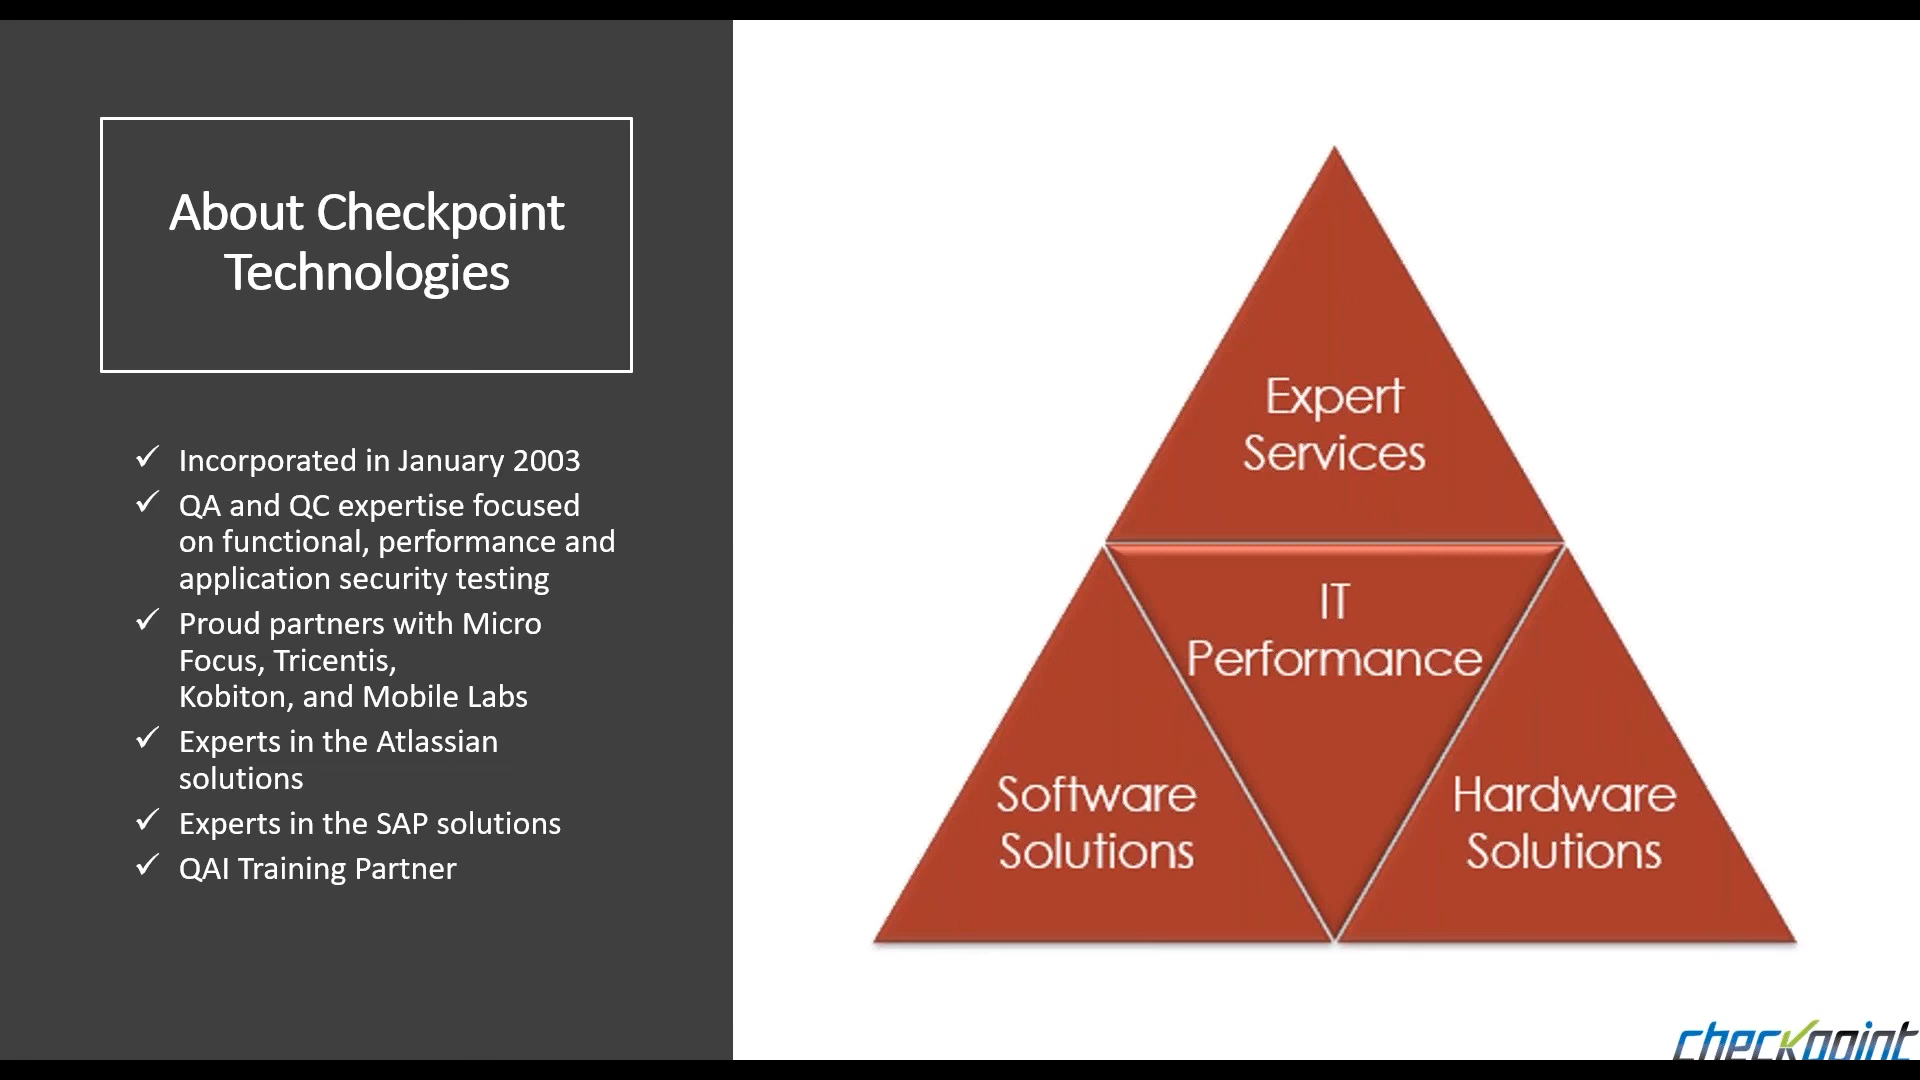 About Checkpoint
Technologies
✓ Incorporated in January 2003
✓ QA and QC expertise focused
on functional, performance and
application security testing
✓ Proud partners with Micro
Focus, Tricentis,
Kobiton, and Mobile Labs
✓ Experts in the Atlassian
solutions
✓ Experts in the SAP solutions
✓ QAI Training Partner
Expert
Services
IT
Performance
Software
Solutions
Hardware
Solutions
checkpoint